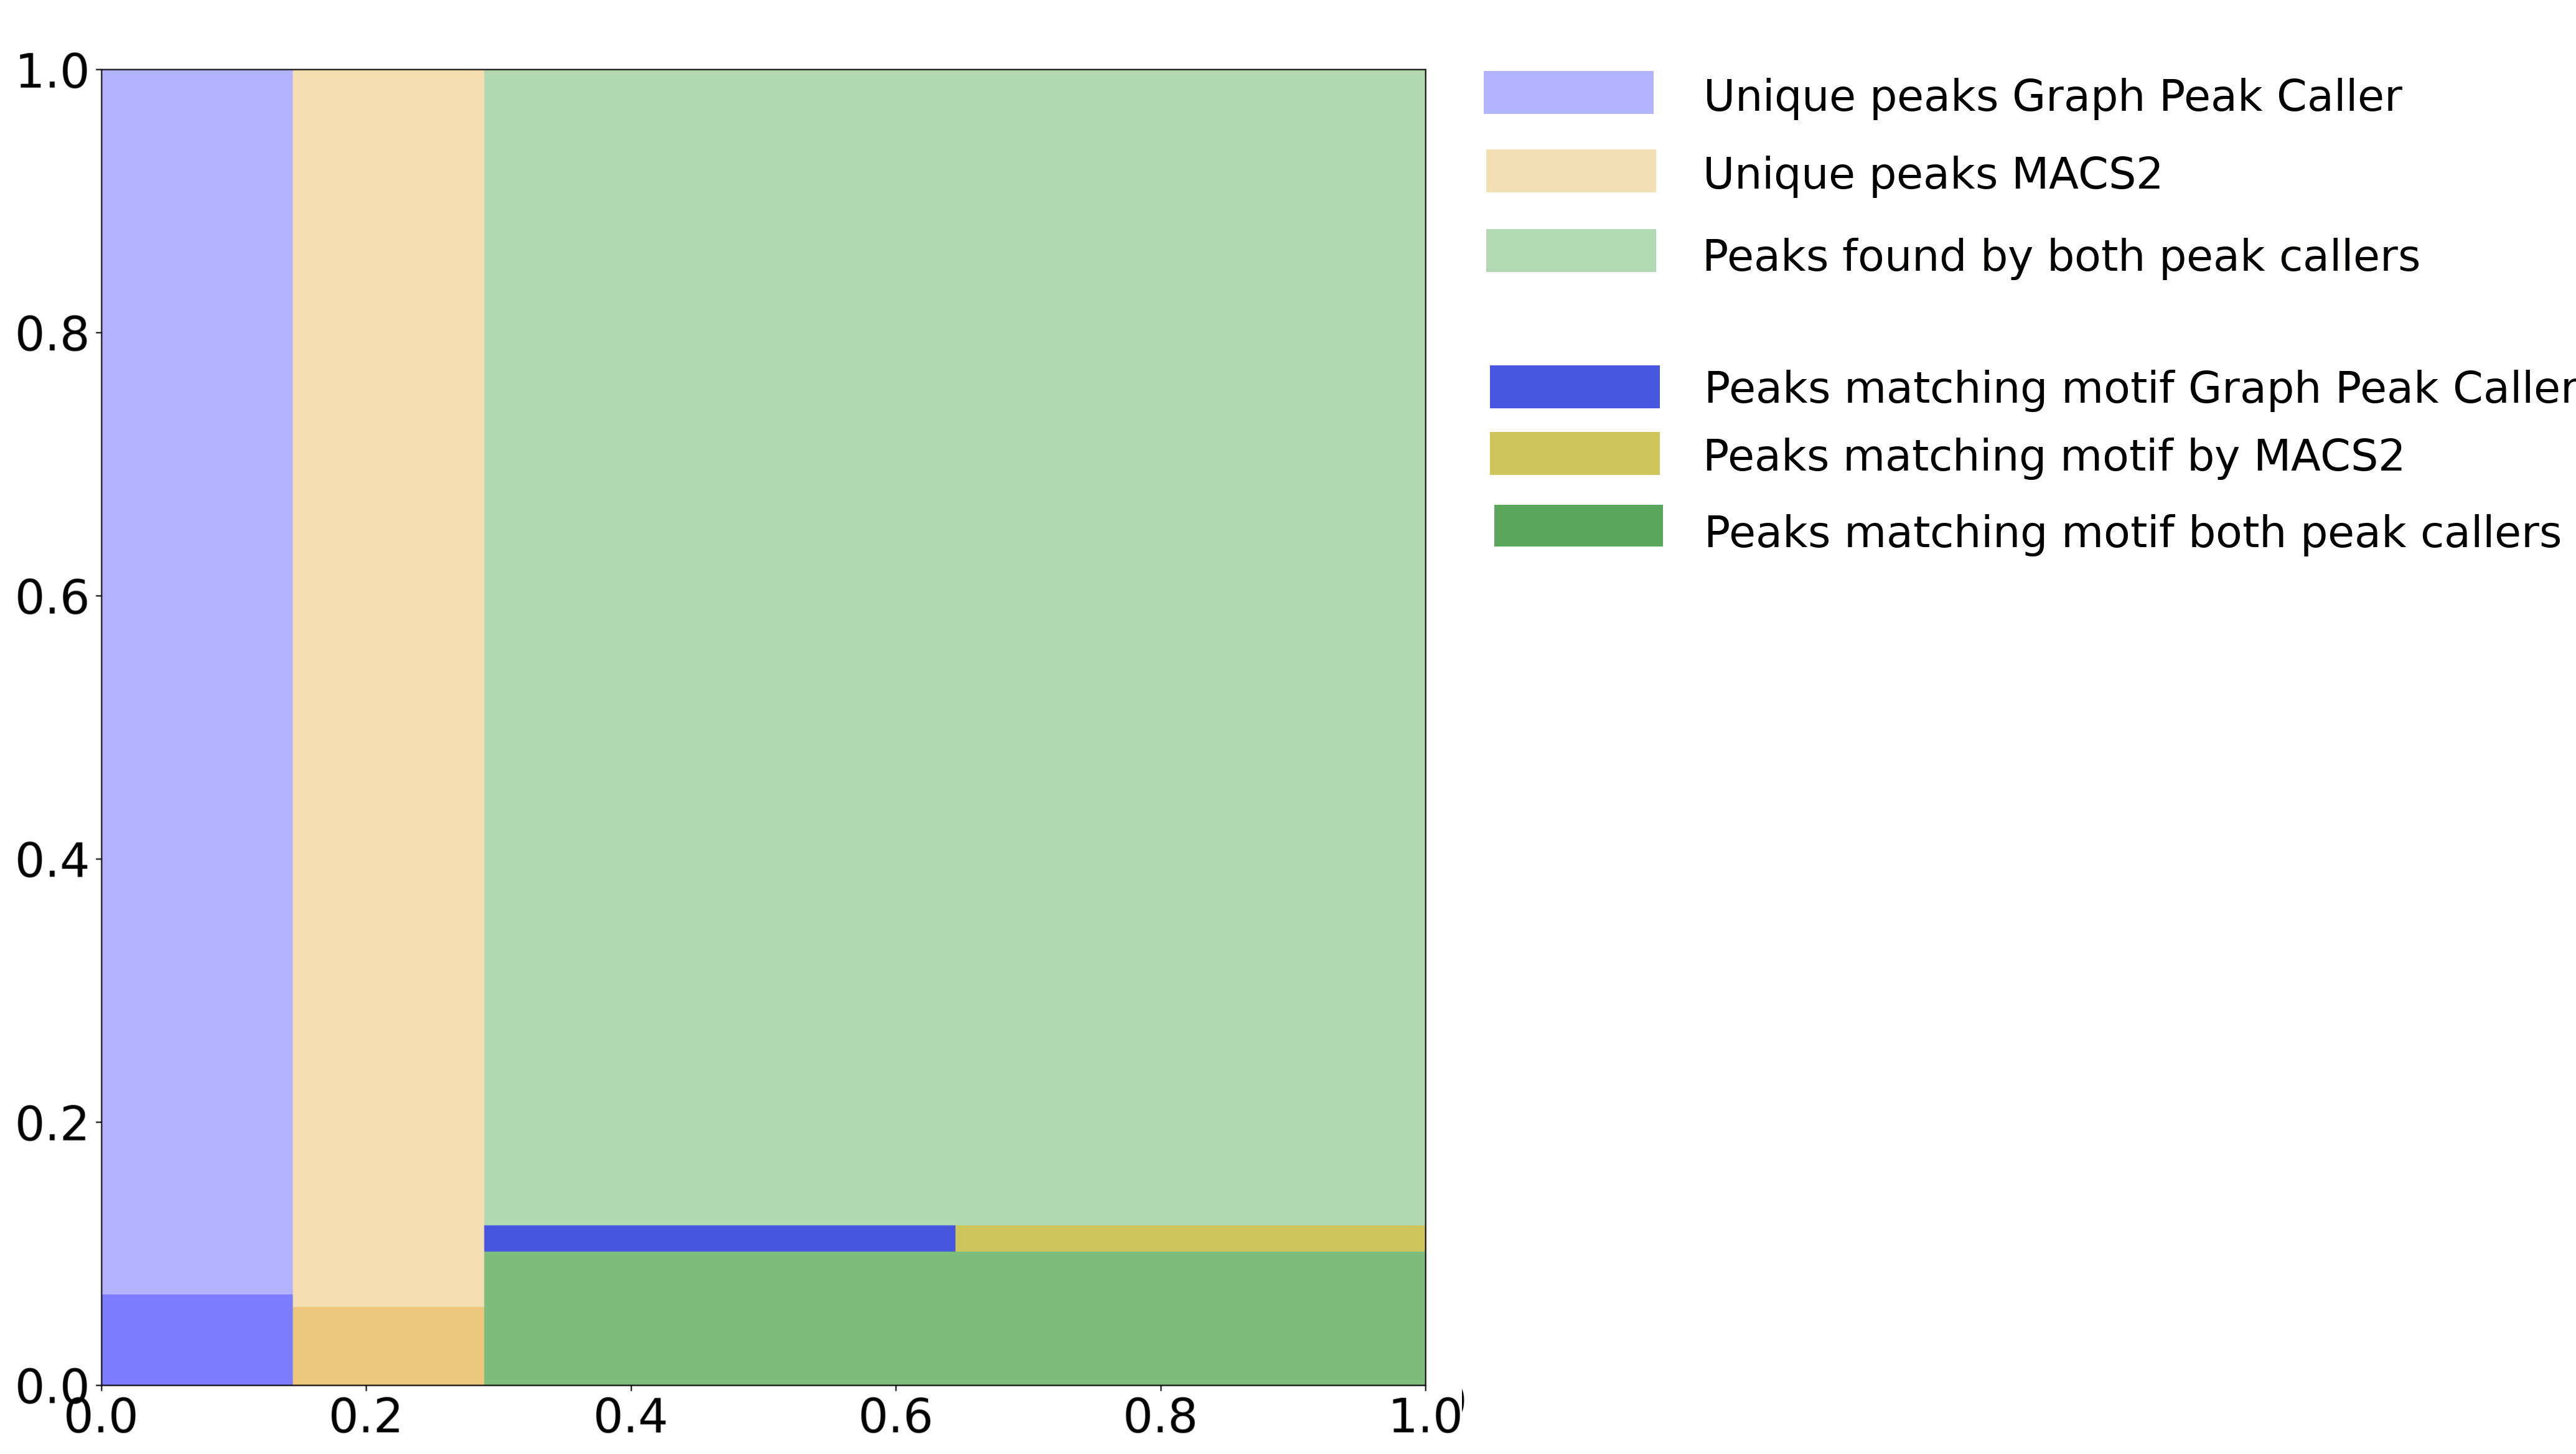 1.0
0.8
0.6
0.4
0.2
0.0
0.0 0.2 0.4 0.6 0.8 1.0
Unique peaks Graph Peak Caller
Unique peaks MACS2
Peaks found by both peak callers
Peaks matching motif Graph Peak Caller
Peaks matching motif by MACS2
Peaks matching motif both peak callers